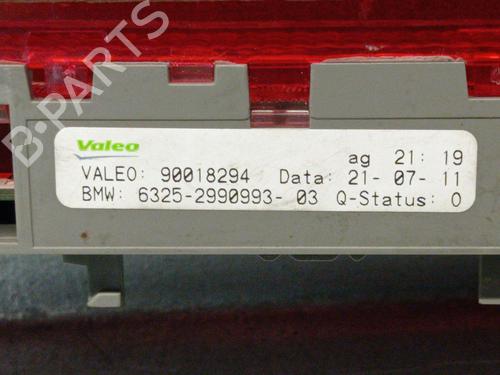 B-PARTS
Valeo
ag 21: 19
VALEO: 90018294 Data: 21- 07- 11
BMW: 6325-2990993- 03 Q-Status: 0